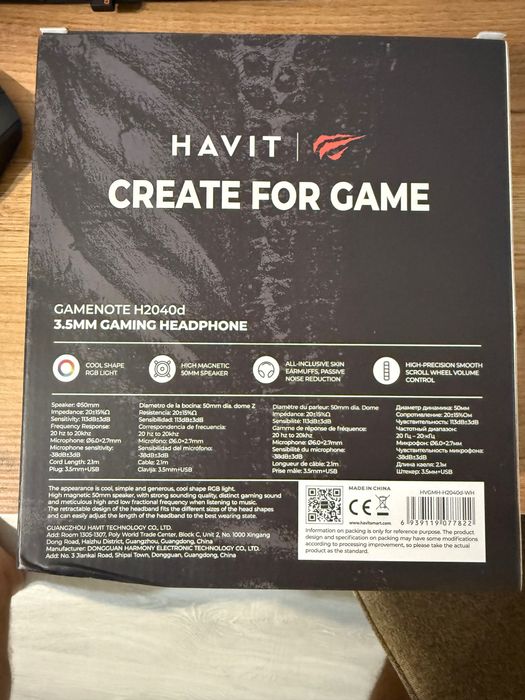 HAVIT
CREATE FOR GAME
GAMENOTE H2040d
3.5MM GAMING HEADPHONE
COOL SHAPE
RGB LIGHT
HIGH MAGNETIC
50MM SPEAKER
ALL-INCLUSIVE SKIN
EARMUFFS, PASSIVE
NOISE REDUCTION
HIGH-PRECISION SMOOTH
SCROLL WHEEL VOLUME
CONTROL
Speaker: Φ50mm
Impedance: 20±15%Ω
Sensitivity: 113dB±3dB
Frequency Response:
20 hz to 20khz
Microphone: Ø6.0×2.7mm
Microphone sensitivity:
-38dB±3dB
Cord Length: 2.1m
Plug: 3.5mm+USB
Diametro de la bocina: 50mm dia. dome Z
Resistencia: 20±15%Ω
Sensibilidad: 113dB±3dB
Correspondencia de frecuencia:
20 hz to 20khz
Micrófono: Ø6.0×2.7mm
Sensibilidad del micrófono:
-38dB±3dB
Cable: 2.1m
Clavija: 3.5mm+USB
Diamètre du parleur: 50mm dia. Dome
Impédance: 20±15%Ω
Sensibilité: 113dB±3dB
Gamme de réponse de fréquence:
20 hz to 20khz
Microphone: Ø6.0×2.7mm
Sensibilité du microphone:
-38dB±3dB
Longueur de câble: 2.1m
Prise mâle: 3.5mm+USB
Диаметр динамика: 50мм
Сопротивление: 20±15%Ом
Чувствительность: 113dB±3dB
Частотный диапазон:
20 Гц – 20кГц
Микрофон: Ø6.0×2.7мм
Чувствительность микрофона:
-38dB±3dB
Длина кабеля: 2.1м
Штекер: 3.5мм+USB
The appearance is cool, simple and generous, cool shape RGB light.
High magnetic 50mm speaker, with strong sounding quality, distinct gaming sound
and meticulous high and low fractional frequency when listening to music.
The retractable design of the headband fits the different sizes of the head shapes
and can easily adjust the length of the headband to the best wearing state.
GUANGZHOU HAVIT TECHNOLOGY CO., LTD.
Add: Room 1305-1307, Poly World Trade Center, Block C, Unit 2, No. 1000 Xingang
Dong Road, Haizhu District, Guangzhou, Guangdong, China
Manufacturer: DONGGUAN HARMONY ELECTRONIC TECHNOLOGY CO., LTD.
Add: No. 3 Jiankai Road, Shipai Town, Dongguan, Guangdong, China
MADE IN CHINA
CE
www.havitsmart.com
HVGMH-H2040d-WH
6 939119 077822
Information on packing is only for reference purpose. The product
design and specification on packing may have some modifications
according to processing improvement, so please take the actual
product as the standard.